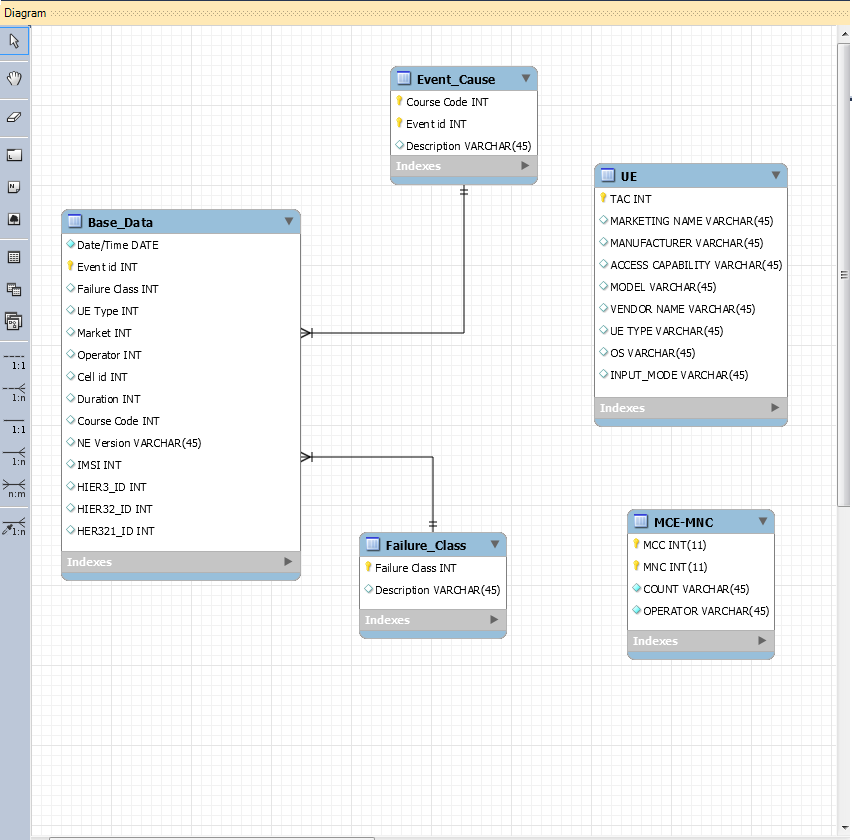 Diagram
Event_Cause
Course Code INT
Event id INT
Description VARCHAR(45)
Indexes
UE
TAC INT
MARKETING NAME VARCHAR(45)
MANUFACTURER VARCHAR(45)
ACCESS CAPABILITY VARCHAR(45)
MODEL VARCHAR(45)
VENDOR NAME VARCHAR(45)
UE TYPE VARCHAR(45)
OS VARCHAR(45)
INPUT_MODE VARCHAR(45)
Indexes
Base_Data
Date/Time DATE
Event id INT
Failure Class INT
UE Type INT
Market INT
Operator INT
Cell id INT
Duration INT
Course Code INT
NE Version VARCHAR(45)
IMSI INT
HIER3_ID INT
HIER32_ID INT
HER321_ID INT
Indexes
Failure_Class
Failure Class INT
Description VARCHAR(45)
Indexes
MCE-MNC
MCC INT(11)
MNC INT(11)
COUNT VARCHAR(45)
OPERATOR VARCHAR(45)
Indexes
1:1
1:n
1:1
1:n
n:m
1:n